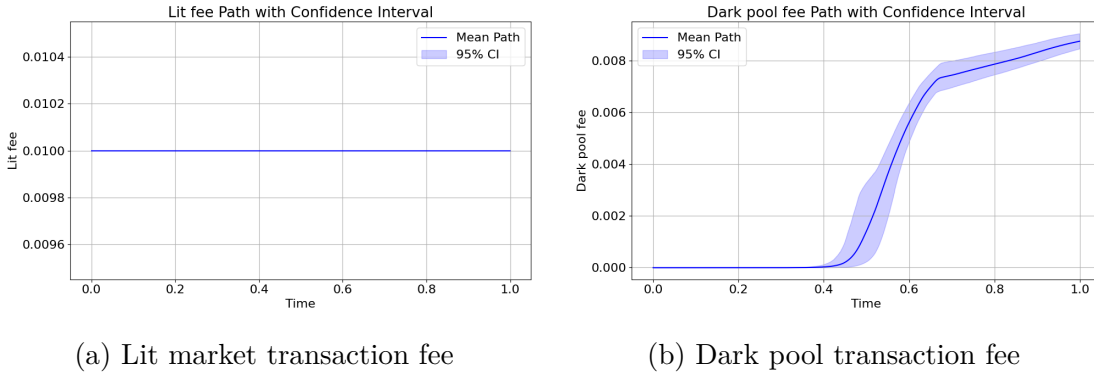 Lit fee Path with Confidence Interval
Mean Path
95% CI
0.0104
0.0102
0.0100
0.0098
0.0096
Lit fee
0.0
0.2
0.4
0.6
0.8
1.0
Time
(a) Lit market transaction fee
Dark pool fee Path with Confidence Interval
Mean Path
95% CI
0.008
0.006
0.004
0.002
0.000
Dark pool fee
0.0
0.2
0.4
0.6
0.8
1.0
Time
(b) Dark pool transaction fee